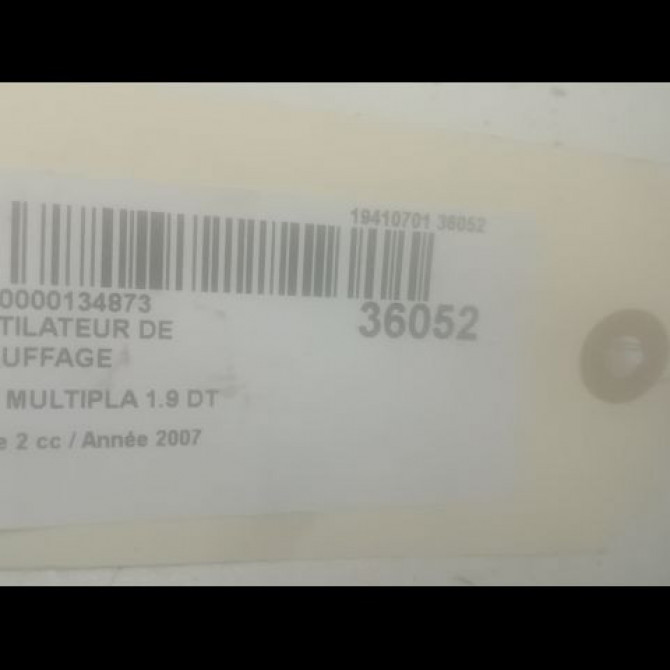 19410701 36052
0000134873
36052
TILATEUR DE
UFFAGE
MULTIPLA 1.9 DT
e 2 cc / Année 2007